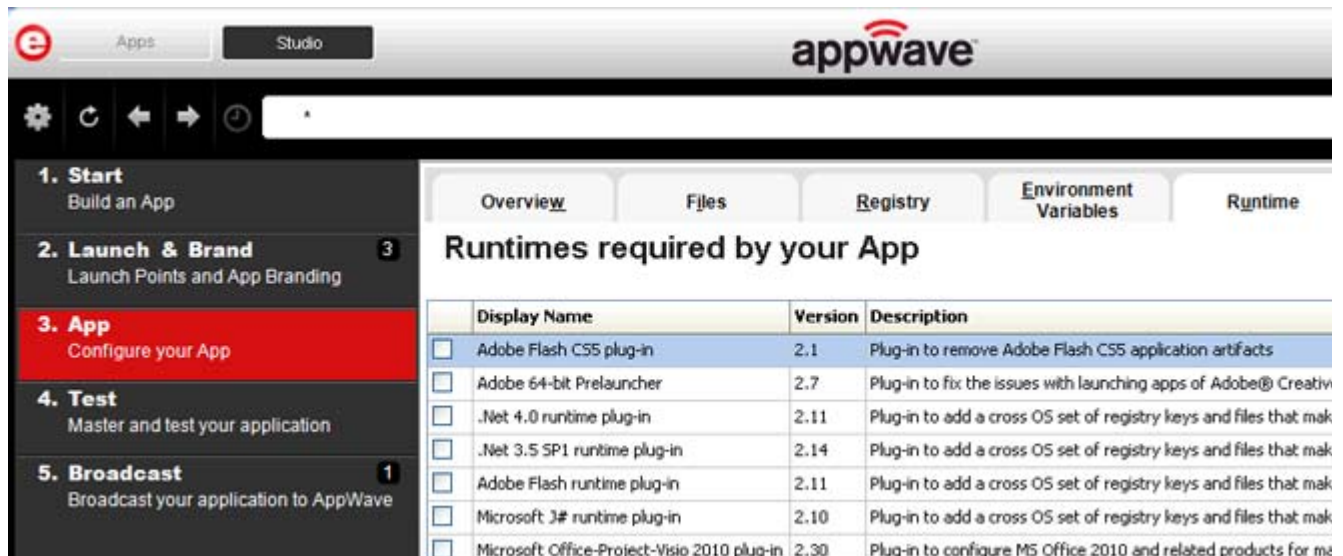 e Apps Studio appwave™
*
1. Start
Build an App
2. Launch & Brand 3
Launch Points and App Branding
3. App
Configure your App
4. Test
Master and test your application
5. Broadcast 1
Broadcast your application to AppWave
Overview Files Registry Environment Variables Runtime
Runtimes required by your App
Display Name Version Description
Adobe Flash CS5 plug-in 2.1 Plug-in to remove Adobe Flash CS5 application artifacts
Adobe 64-bit Prelauncher 2.7 Plug-in to fix the issues with launching apps of Adobe® Creative
.Net 4.0 runtime plug-in 2.11 Plug-in to add a cross OS set of registry keys and files that mak
.Net 3.5 SP1 runtime plug-in 2.14 Plug-in to add a cross OS set of registry keys and files that mak
Adobe Flash runtime plug-in 2.11 Plug-in to add a cross OS set of registry keys and files that mak
Microsoft J# runtime plug-in 2.10 Plug-in to add a cross OS set of registry keys and files that mak
Microsoft Office-Project-Visio 2010 plug-in 2.30 Plug-in to configure MS Office 2010 and related products for